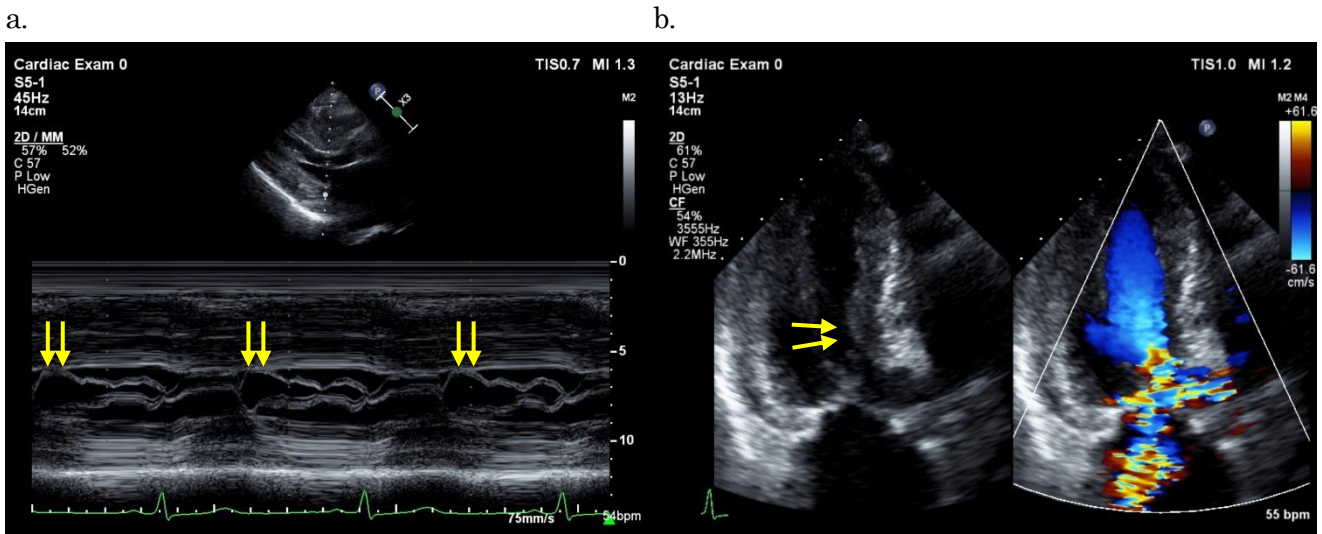 a.
Cardiac Exam 0
TIS0.7 MI 1.3
S5-1
45Hz
14cm
2D / MM
57% 52%
C 57
P Low
HGen
P
X3
M2
0
5
10
75mm/s
54bpm
b.
Cardiac Exam 0
TIS1.0 MI 1.2
S5-1
13Hz
14cm
2D
61%
C 57
P Low
HGen
CF
54%
3555Hz
WF 355Hz
2.2MHz
P
M2 M4
+61.6
-61.6
cm/s
55 bpm